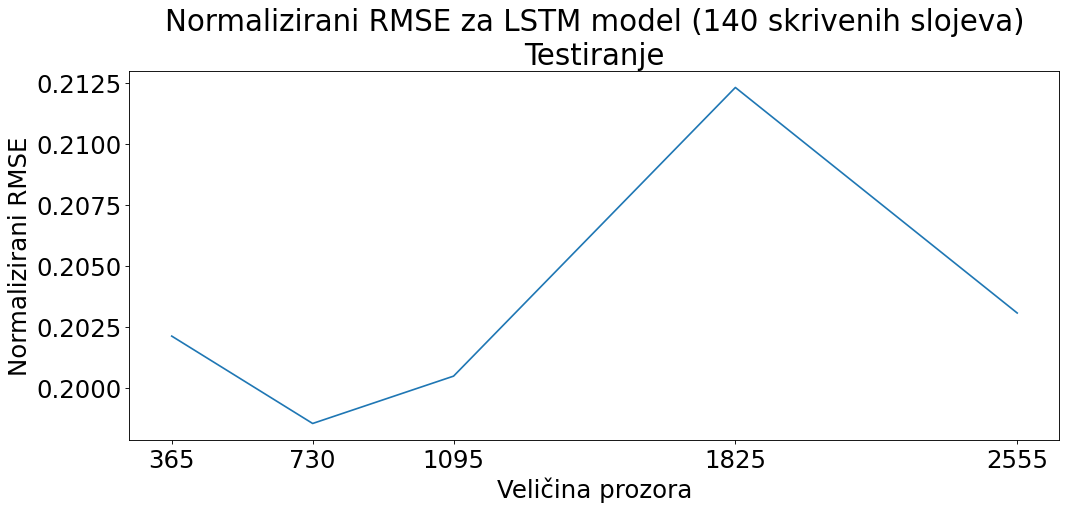 Normalizirani RMSE za LSTM model (140 skrivenih slojeva)
Testiranje
Normalizirani RMSE
0.2125
0.2100
0.2075
0.2050
0.2025
0.2000
365 730 1095 1825 2555
Veličina prozora